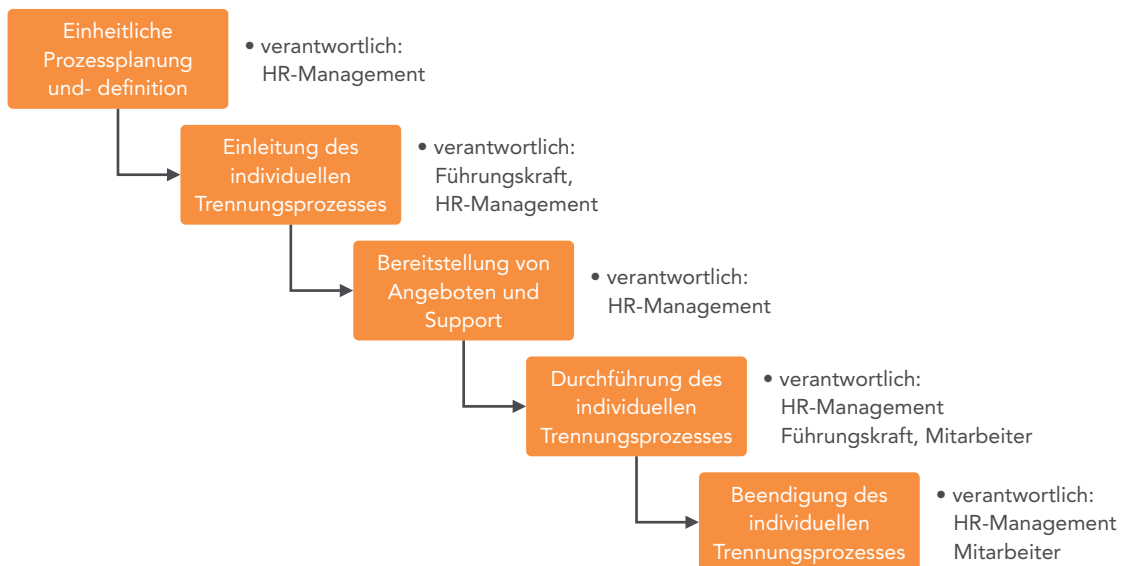 Einheitliche
Prozessplanung
und- definition
• verantwortlich:
HR-Management
Einleitung des
individuellen
Trennungsprozesses
• verantwortlich:
Führungskraft,
HR-Management
Bereitstellung von
Angeboten und
Support
• verantwortlich:
HR-Management
Durchführung des
individuellen
Trennungsprozesses
• verantwortlich:
HR-Management
Führungskraft, Mitarbeiter
Beendigung des
individuellen
Trennungsprozesses
• verantwortlich:
HR-Management
Mitarbeiter